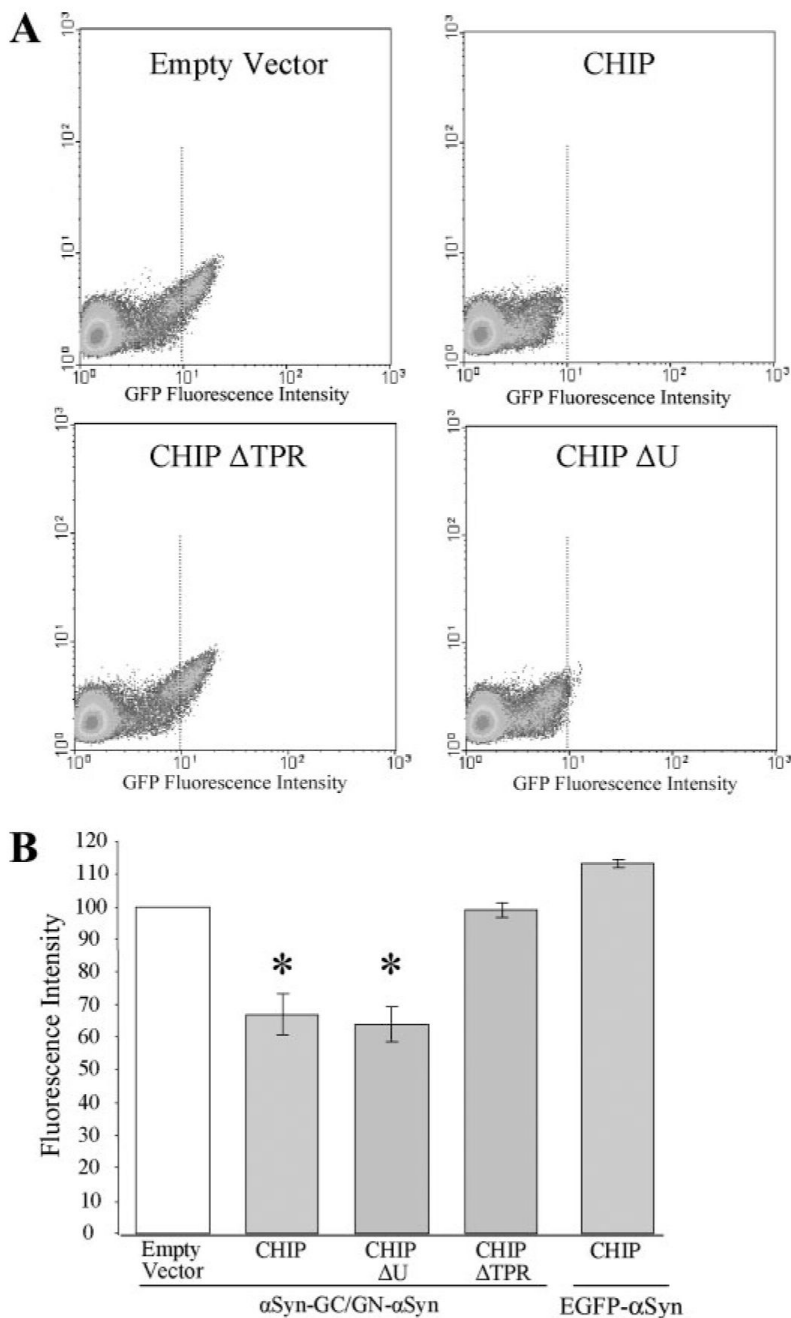 A
Empty Vector
10³
10²
10¹
10⁰
10⁰ 10¹ 10² 10³
GFP Fluorescence Intensity
CHIP
10³
10²
10¹
10⁰
10⁰ 10¹ 10² 10³
GFP Fluorescence Intensity
CHIP ΔTPR
10³
10²
10¹
10⁰
10⁰ 10¹ 10² 10³
GFP Fluorescence Intensity
CHIP ΔU
10³
10²
10¹
10⁰
10⁰ 10¹ 10² 10³
GFP Fluorescence Intensity
B
Fluorescence Intensity
120
110
100
90
80
70
60
50
40
30
20
10
0
* *
Empty Vector
CHIP
CHIP ΔU
CHIP ΔTPR
CHIP
αSyn-GC/GN-αSyn
EGFP-αSyn